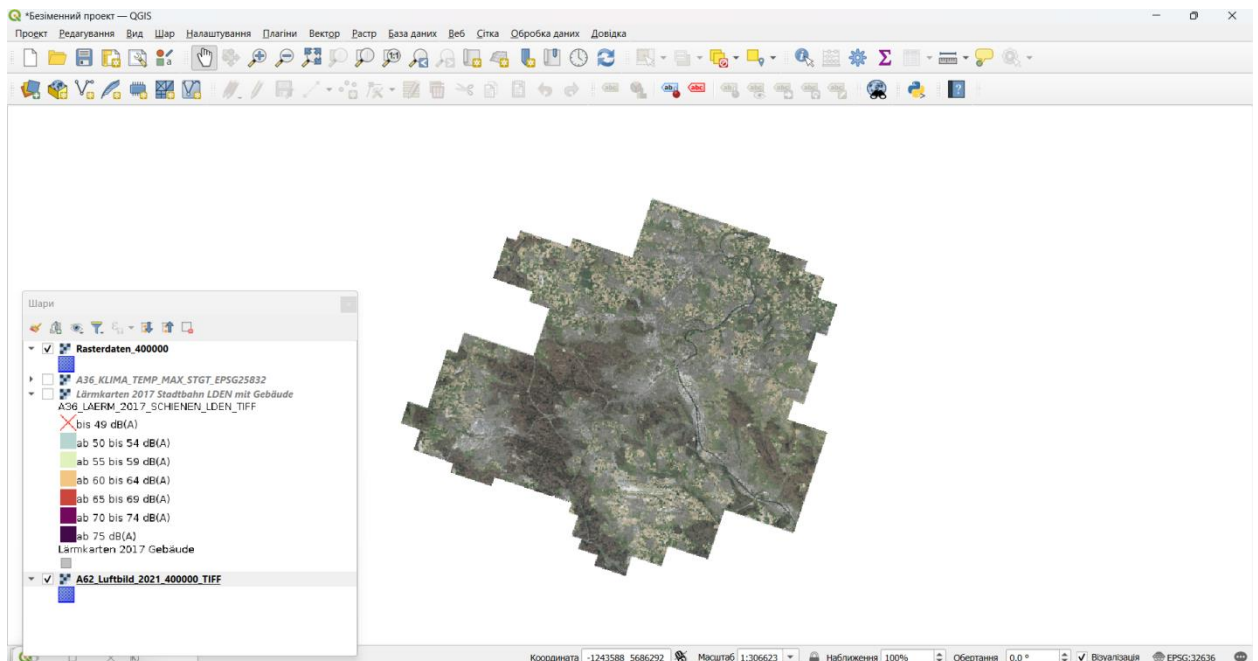 *Безіменний проект — QGIS
Проєкт Редагування Вид Шар Налаштування Плагіни Вектор Растр База даних Веб Сітка Обробка даних Довідка
Шари
Rasterdaten_400000
A36_KLIMA_TEMP_MAX_STGT_EPSG25832
Lärmkarten 2017 Stadtbahn LDEN mit Gebäude
A36_LAERM_2017_SCHIENEN_LDEN_TIFF
bis 49 dB(A)
ab 50 bis 54 dB(A)
ab 55 bis 59 dB(A)
ab 60 bis 64 dB(A)
ab 65 bis 69 dB(A)
ab 70 bis 74 dB(A)
ab 75 dB(A)
Lärmkarten 2017 Gebäude
A62_Luftbild_2021_400000_TIFF
Координата -1243588 5686292 Масштаб 1:306623 Наближення 100% Обертання 0,0 ° Візуалізація EPSG:32636